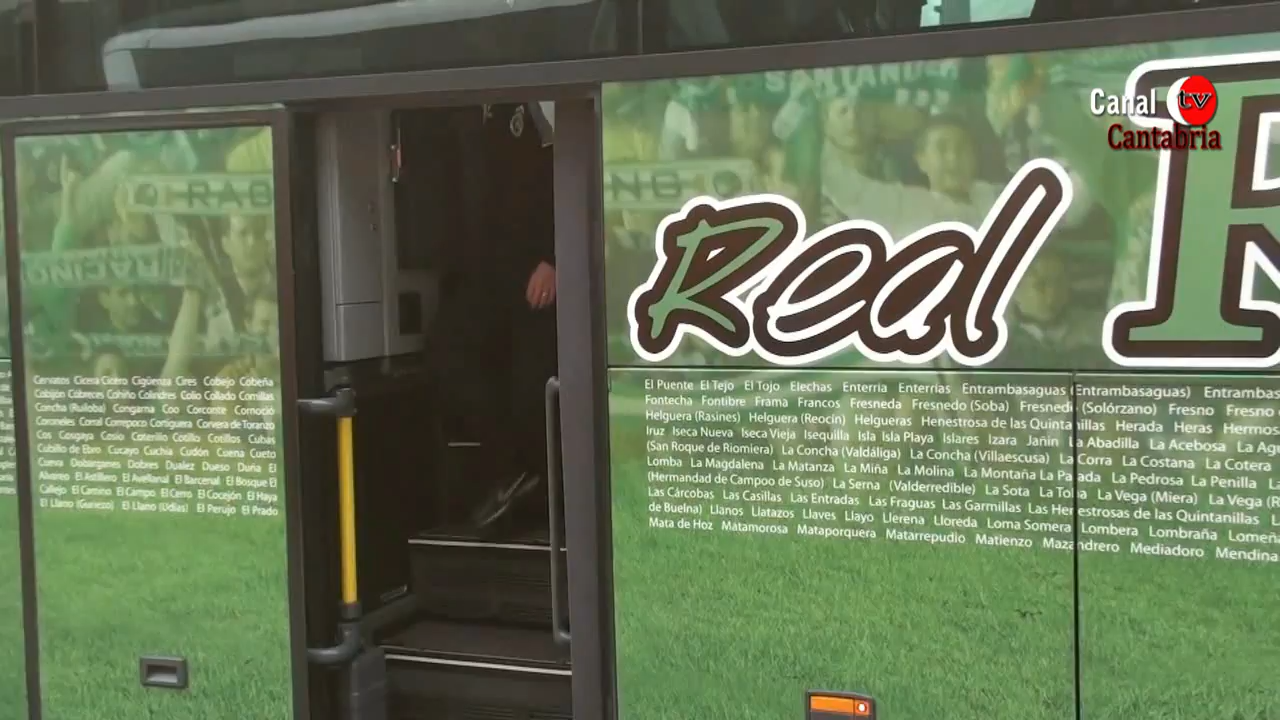 Canal tv
Cantabria
SANTANDER
RACING
Real R
Cervatos Cicera Cicero Cigüenza Cires Cobejo Cobeña
Cobijón Cóbreces Cohiño Colindres Colio Collado Comillas
Concha (Ruiloba) Congarna Coo Corconte Cornoció
Coroneles Corral Correpoco Cortiguera Corvera de Toranzo
Cos Cosgaya Cosío Coterillo Cotillo Cotillos Cubas
Cubillo de Ebro Cucayo Cuchía Cudón Cuena Cueto
Cueva Dobarganes Dobres Dualez Dueso Dueña El
Alvareo El Astillero El Avellanal El Barcenal El Bosque El
Callejo El Camino El Campo El Cerro El Cocejón El Haya
El Llano (Guriezo) El Llano (Udías) El Perujo El Prado
El Puente El Tejo El Tojo Elechas Enterría Enterrías Entrambasaguas (Entrambasaguas) Entrambas
Fontecha Fontibre Frama Francos Fresneda Fresnedo (Soba) Fresnedo (Solórzano) Fresno Fresno
Helguera (Rasines) Helguera (Reocín) Helgueras Henestrosa de las Quintanillas Herada Heras Hermos
Iruz Iseca Nueva Iseca Vieja Isequilla Isla Isla Playa Islares Izara Janin La Abadilla La Acebosa La Agu
(San Roque de Riomiera) La Concha (Valdáliga) La Concha (Villaescusa) La Corra La Costana La Cotera
Lomba La Magdalena La Matanza La Miña La Molina La Montaña La Parada La Pedrosa La Penilla La
(Hermandad de Campoo de Suso) La Serna (Valderredible) La Sota La Toba La Vega (Miera) La Vega (R
Las Cárcobas Las Casillas Las Entradas Las Fraguas Las Garmillas Las Henestrosas de las Quintanillas L
de Buelna) Llanos Llatazos Llaves Llayo Llerena Lloreda Loma Somera Lombera Lombraña Lomeña
Mata de Hoz Matamorosa Mataporquera Matarrepudio Matienzo Mazandrero Mediadoro Mendina